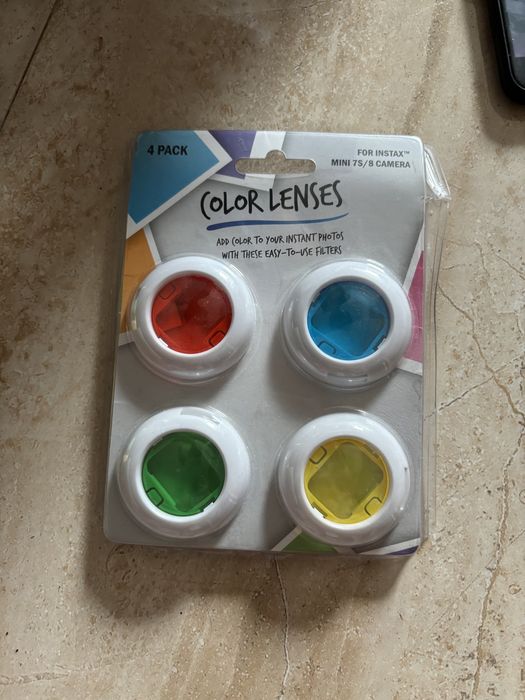 4 PACK
FOR INSTAX™
MINI 7S/8 CAMERA
COLOR LENSES
ADD COLOR TO YOUR INSTANT PHOTOS
WITH THESE EASY-TO-USE FILTERS